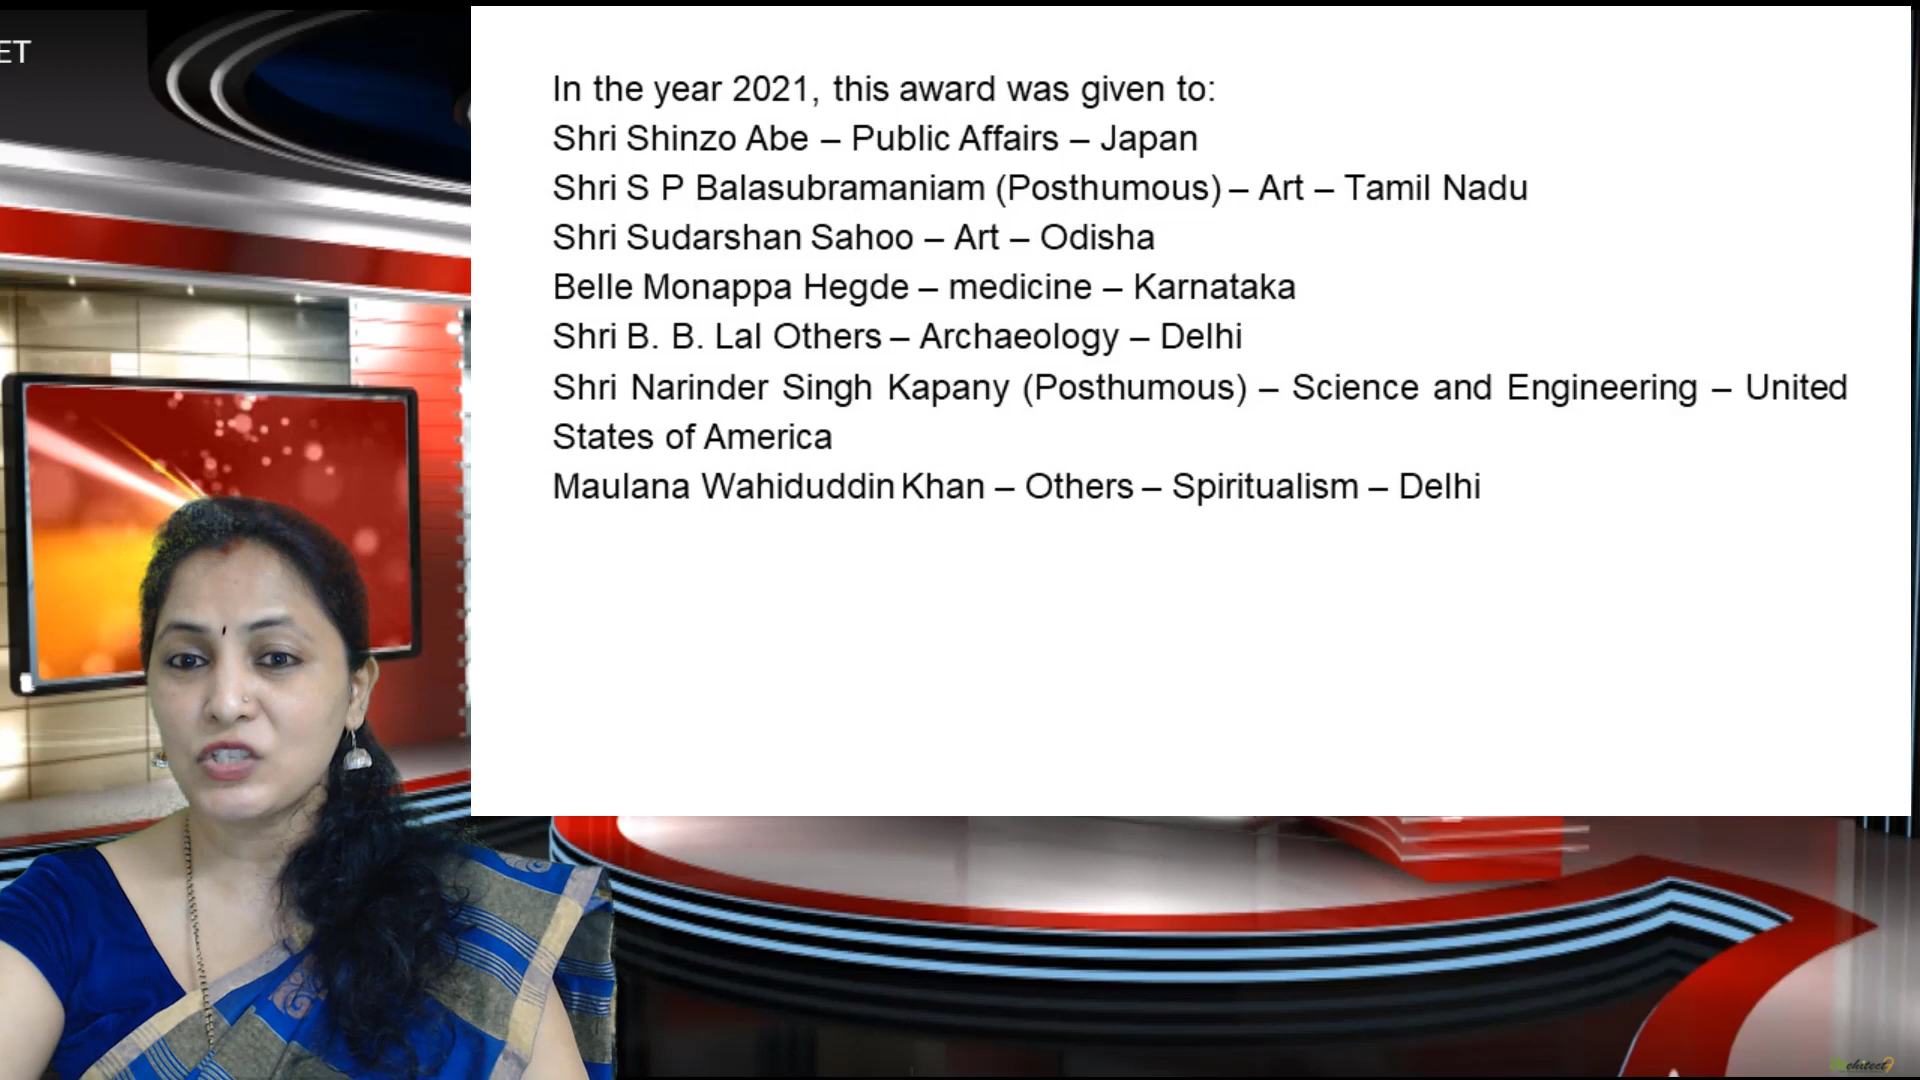 ET
In the year 2021, this award was given to:
Shri Shinzo Abe – Public Affairs – Japan
Shri S P Balasubramaniam (Posthumous) – Art – Tamil Nadu
Shri Sudarshan Sahoo – Art – Odisha
Belle Monappa Hegde – medicine – Karnataka
Shri B. B. Lal Others – Archaeology – Delhi
Shri Narinder Singh Kapany (Posthumous) – Science and Engineering – United
States of America
Maulana Wahiduddin Khan – Others – Spiritualism – Delhi